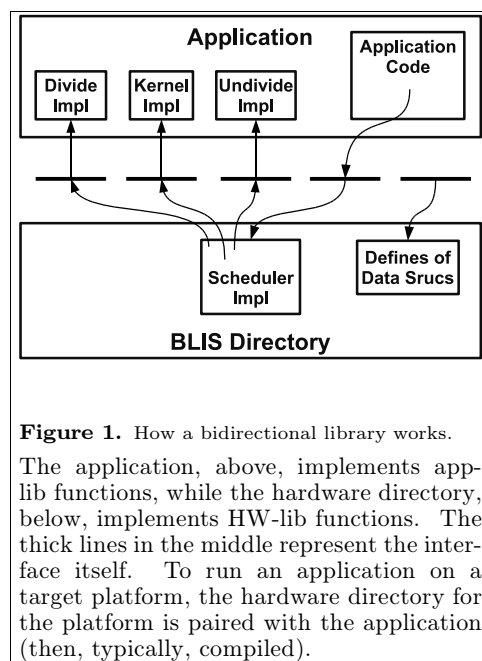 Application
Application
Code
Divide
Impl
Kernel
Impl
Undivide
Impl
Scheduler
Impl
Defines of
Data Srucs
BLIS Directory
Figure 1. How a bidirectional library works.
The application, above, implements app-
lib functions, while the hardware directory,
below, implements HW-lib functions. The
thick lines in the middle represent the inter-
face itself. To run an application on a
target platform, the hardware directory for
the platform is paired with the application
(then, typically, compiled).